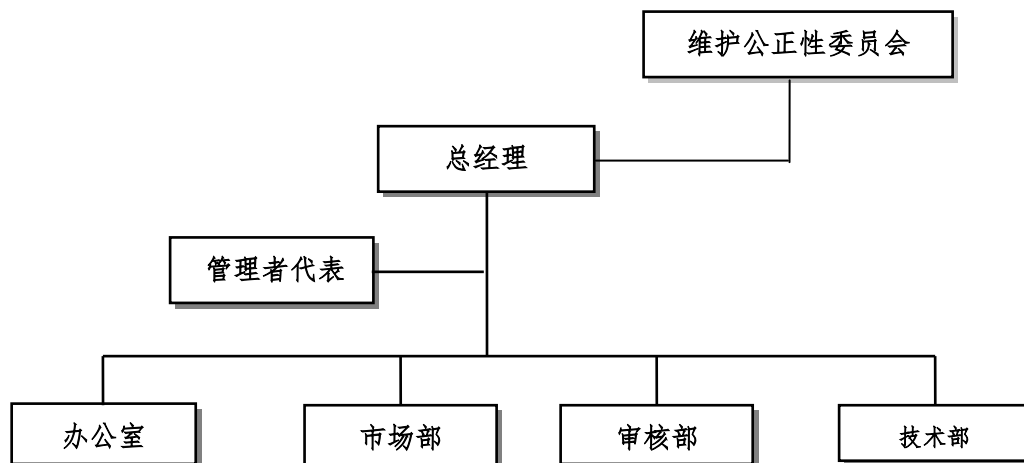 维护公正性委员会
总经理
管理者代表
办公室
市场部
审核部
技术部